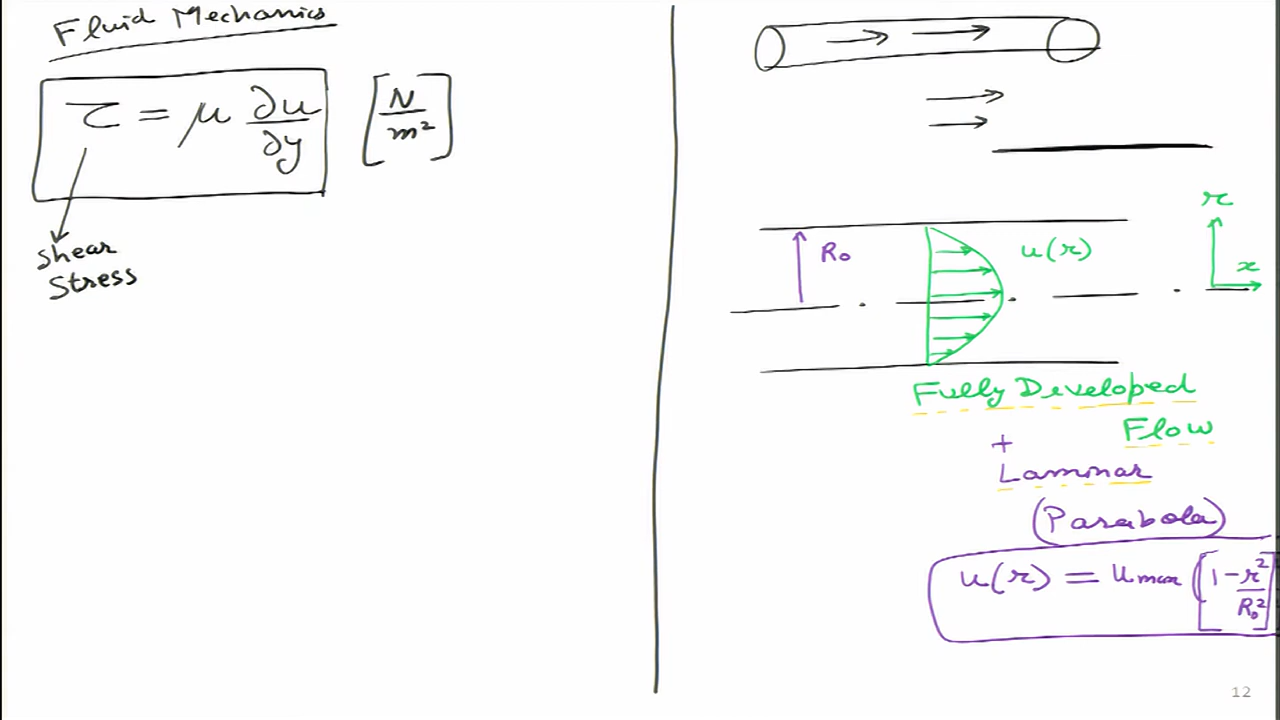 Fluid Mechanics
τ = μ ∂u/∂y [N/m²]
Shear
Stress
r
R₀
u(r)
x
Fully Developed
Flow
+
Laminar
(Parabola)
u(r) = Umax [1 - r²/R₀²]
12